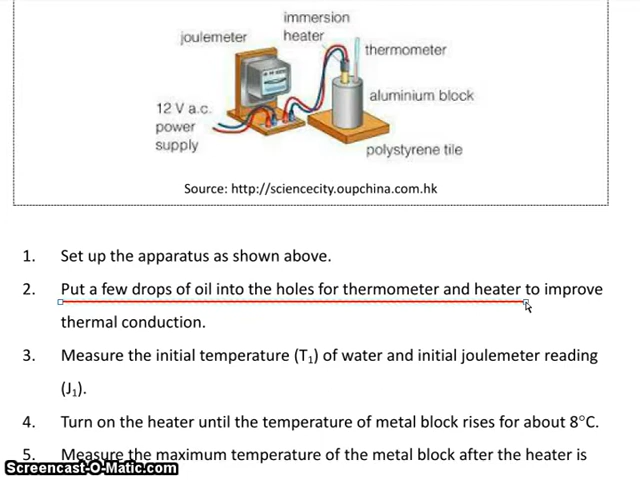 immersion
joulemeter heater
thermometer
aluminium block
12 V a.c.
power
supply
polystyrene tile
Source: http://sciencecity.oupchina.com.hk
1. Set up the apparatus as shown above.
2. Put a few drops of oil into the holes for thermometer and heater to improve
thermal conduction.
3. Measure the initial temperature (T₁) of water and initial joulemeter reading
(J₁).
4. Turn on the heater until the temperature of metal block rises for about 8°C.
5. Measure the maximum temperature of the metal block after the heater is
Screencast-O-Matic.com